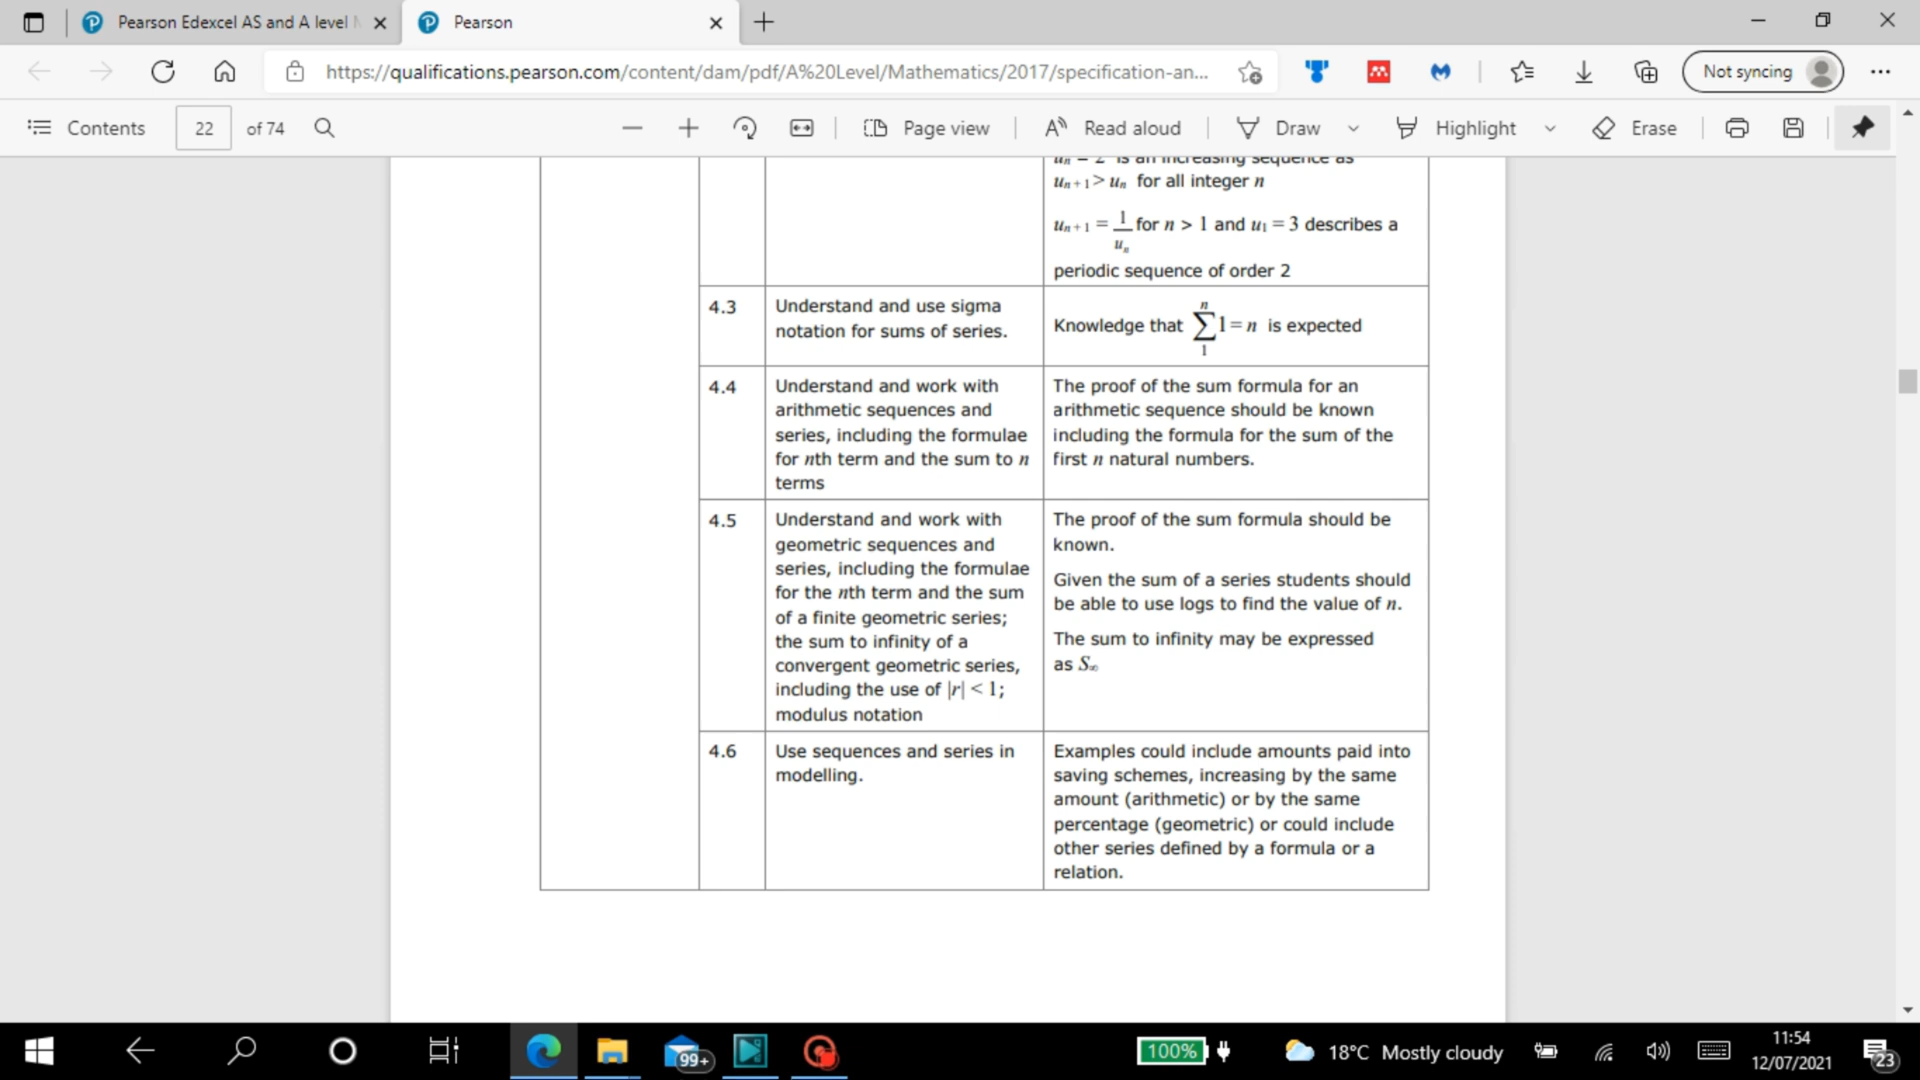 Pearson Edexcel AS and A level M
Pearson
https://qualifications.pearson.com/content/dam/pdf/A%20Level/Mathematics/2017/specification-an...
Not syncing
Contents
22 of 74
Page view
Read aloud
Draw
Highlight
Erase
uₙ = 2 is an increasing sequence as
uₙ₊₁ > uₙ for all integer n
uₙ₊₁ = 1/uₙ for n > 1 and u₁ = 3 describes a
periodic sequence of order 2
4.3
Understand and use sigma
notation for sums of series.
Knowledge that ∑₁ⁿ 1 = n is expected
4.4
Understand and work with
arithmetic sequences and
series, including the formulae
for nth term and the sum to n
terms
The proof of the sum formula for an
arithmetic sequence should be known
including the formula for the sum of the
first n natural numbers.
4.5
Understand and work with
geometric sequences and
series, including the formulae
for the nth term and the sum
of a finite geometric series;
the sum to infinity of a
convergent geometric series,
including the use of |r| < 1;
modulus notation
The proof of the sum formula should be
known.
Given the sum of a series students should
be able to use logs to find the value of n.
The sum to infinity may be expressed
as S∞
4.6
Use sequences and series in
modelling.
Examples could include amounts paid into
saving schemes, increasing by the same
amount (arithmetic) or by the same
percentage (geometric) or could include
other series defined by a formula or a
relation.
99+
100%
18°C Mostly cloudy
11:54
12/07/2021
23